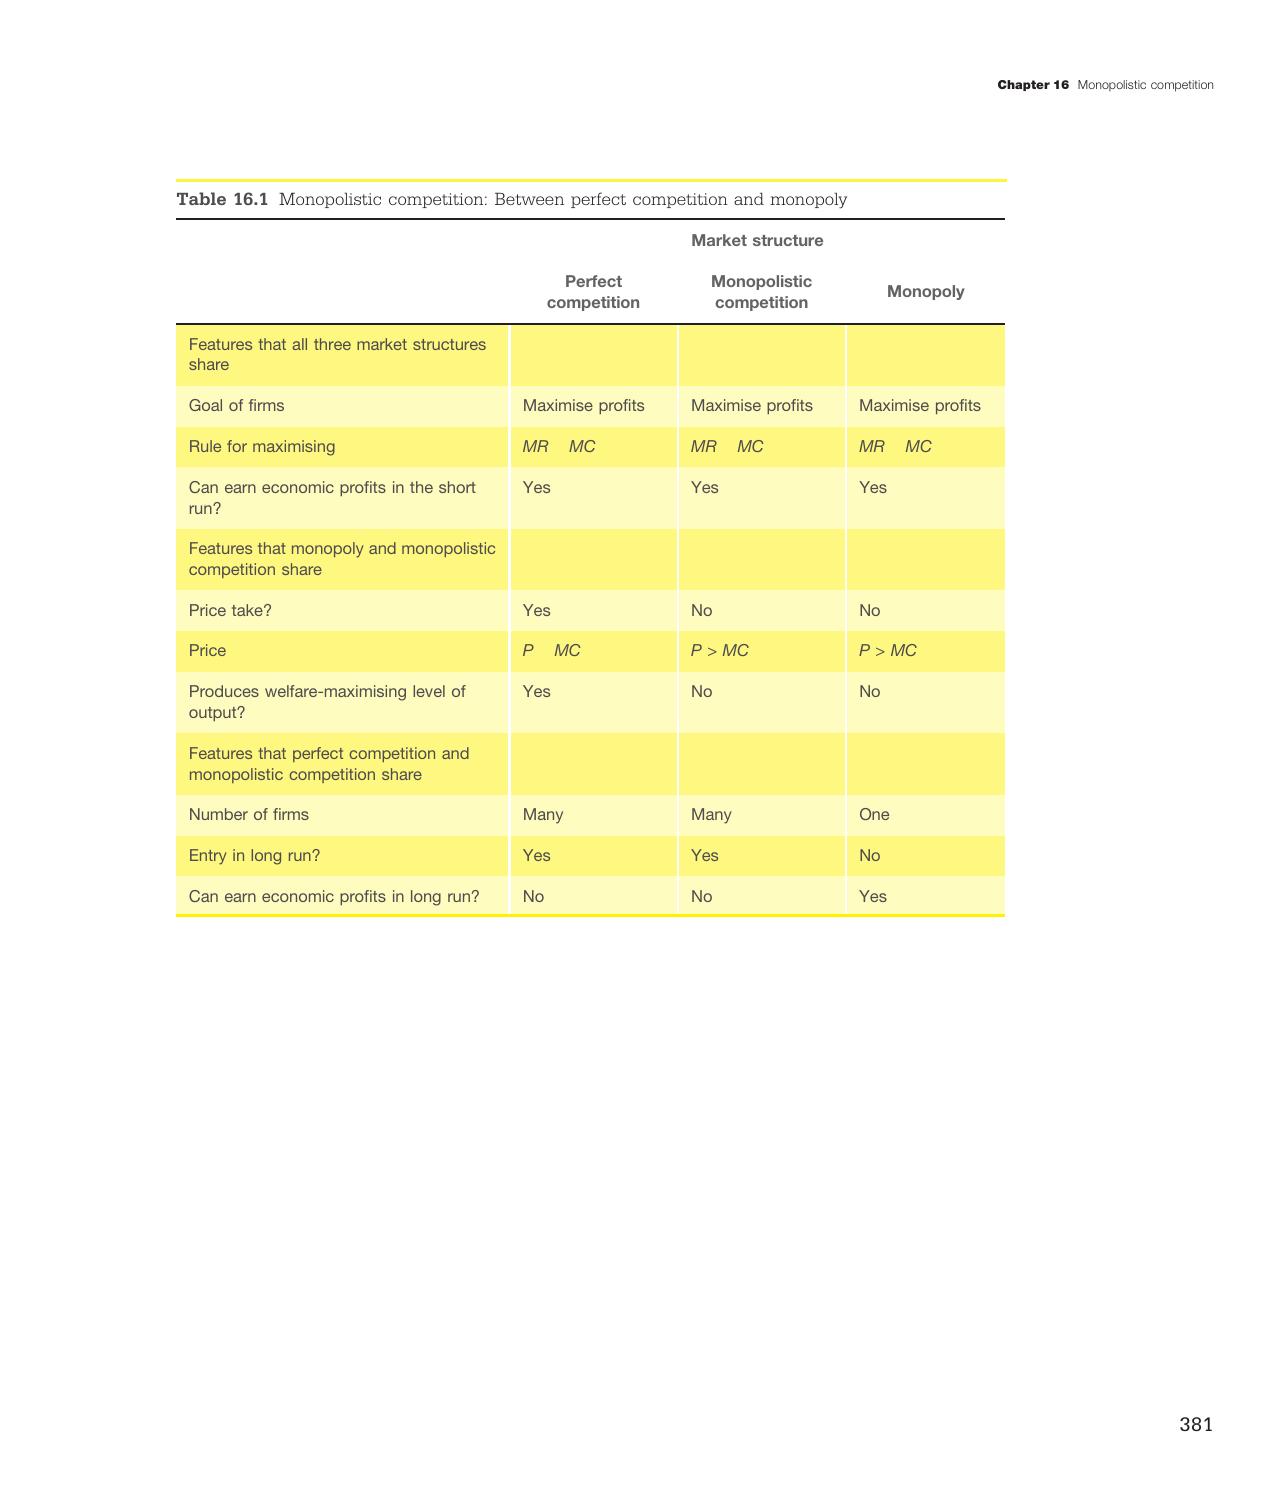 Chapter 16 Monopolistic competition
Table 16.1 Monopolistic competition: Between perfect competition and monopoly
Market structure
Perfect
competition
Monopolistic
competition
Monopoly
Features that all three market structures
share
Goal of firms Maximise profits Maximise profits Maximise profits
Rule for maximising MR MC MR MC MR MC
Can earn economic profits in the short Yes Yes Yes
run?
Features that monopoly and monopolistic
competition share
Price take? Yes No No
Price P MC P > MC P > MC
Produces welfare-maximising level of Yes No No
output?
Features that perfect competition and
monopolistic competition share
Number of firms Many Many One
Entry in long run? Yes Yes No
Can earn economic profits in long run? No No Yes
381